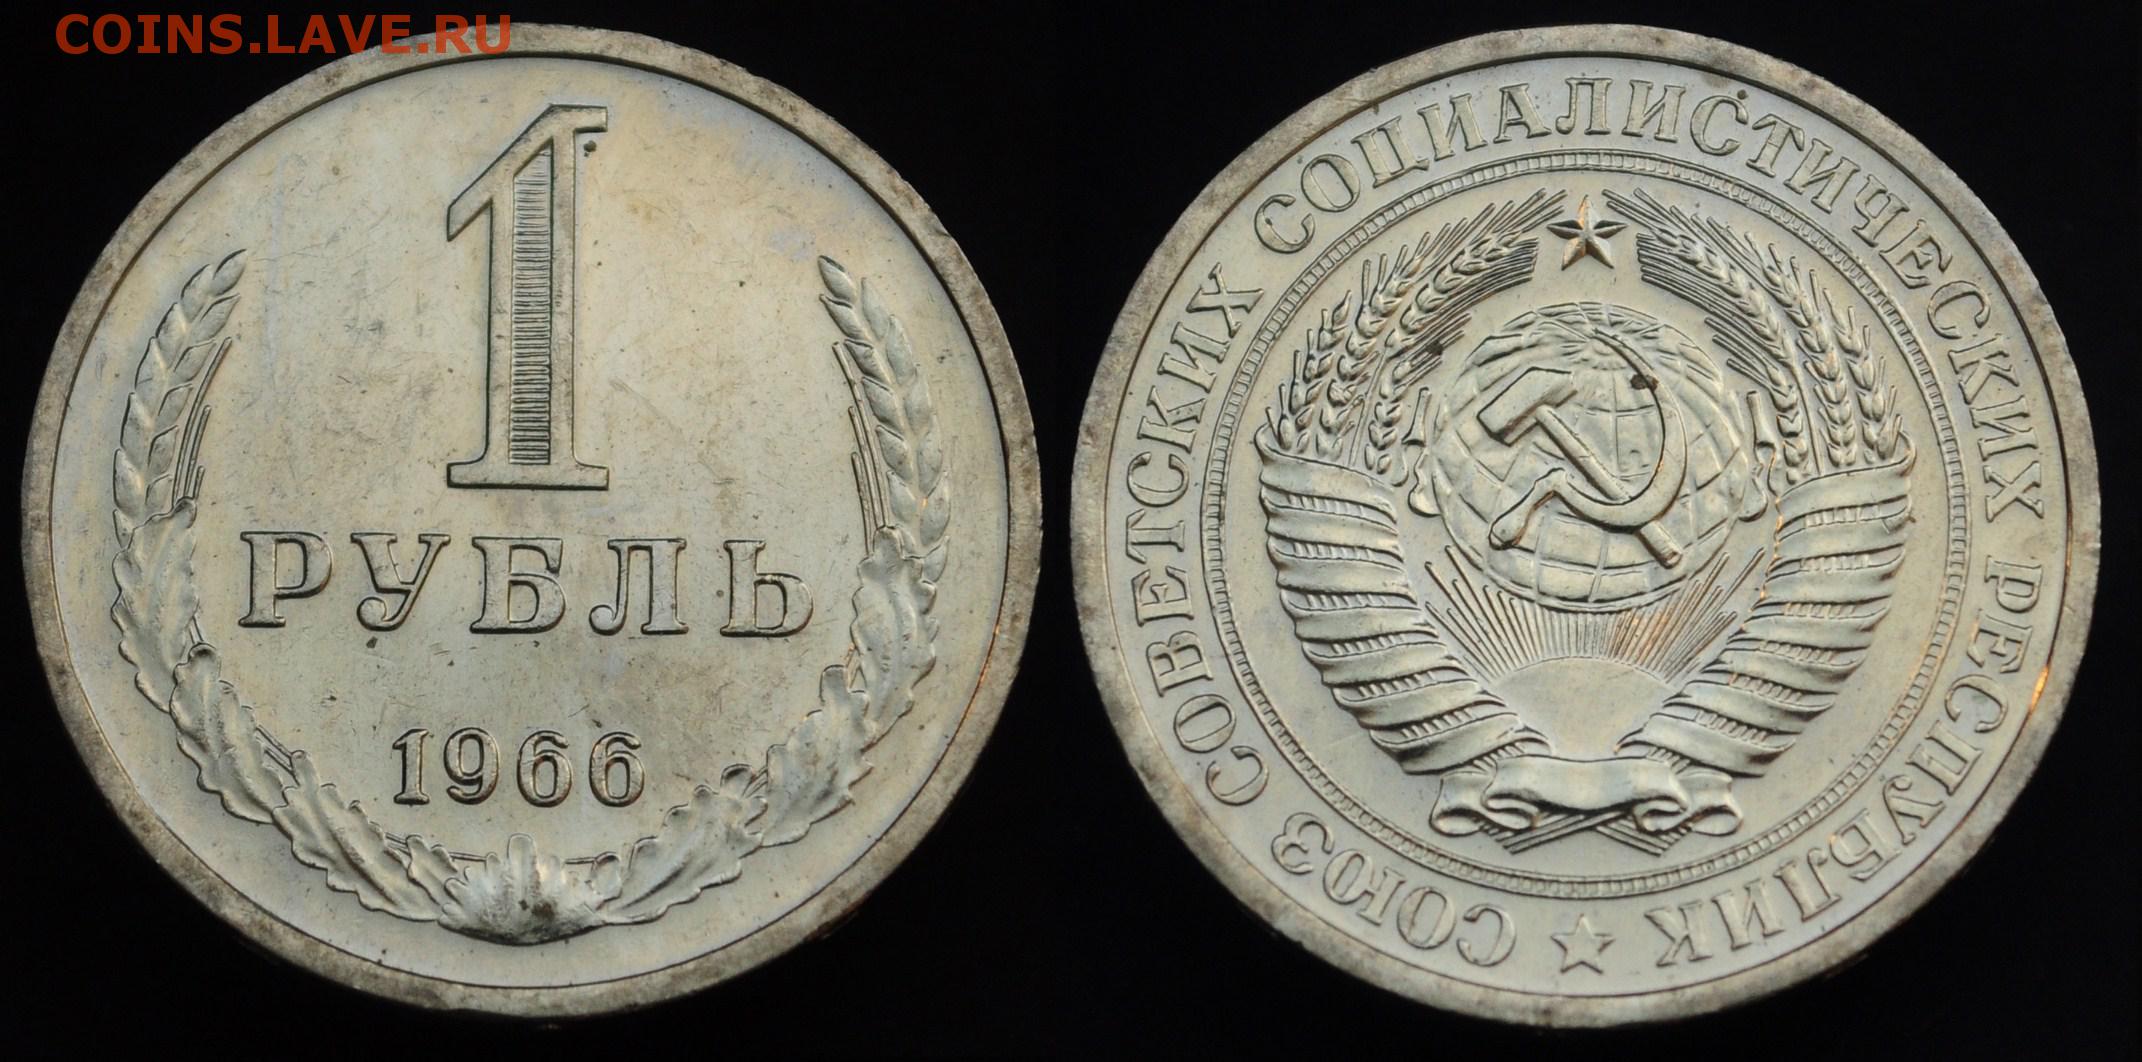 COINS.LAVE.RU
1
РУБЛЬ
1966
СОЮЗ СОВЕТСКИХ СОЦИАЛИСТИЧЕСКИХ РЕСПУБЛИК